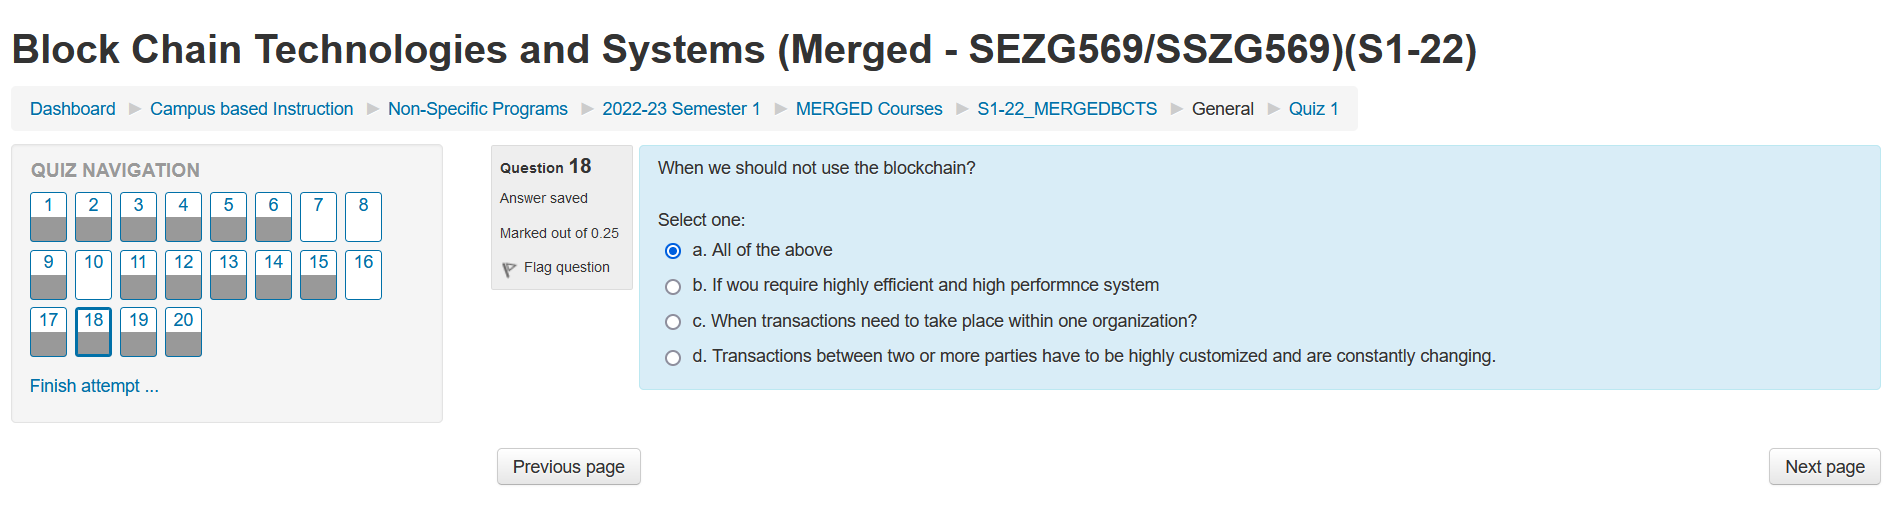 Block Chain Technologies and Systems (Merged - SEZG569/SSZG569)(S1-22)
Dashboard ► Campus based Instruction ► Non-Specific Programs ► 2022-23 Semester 1 ► MERGED Courses ► S1-22_MERGEDBCTS ► General ► Quiz 1
QUIZ NAVIGATION
1 2 3 4 5 6 7 8
9 10 11 12 13 14 15 16
17 18 19 20
Finish attempt ...
Question 18
Answer saved
Marked out of 0.25
Flag question
When we should not use the blockchain?
Select one:
a. All of the above
b. If wou require highly efficient and high performnce system
c. When transactions need to take place within one organization?
d. Transactions between two or more parties have to be highly customized and are constantly changing.
Previous page
Next page